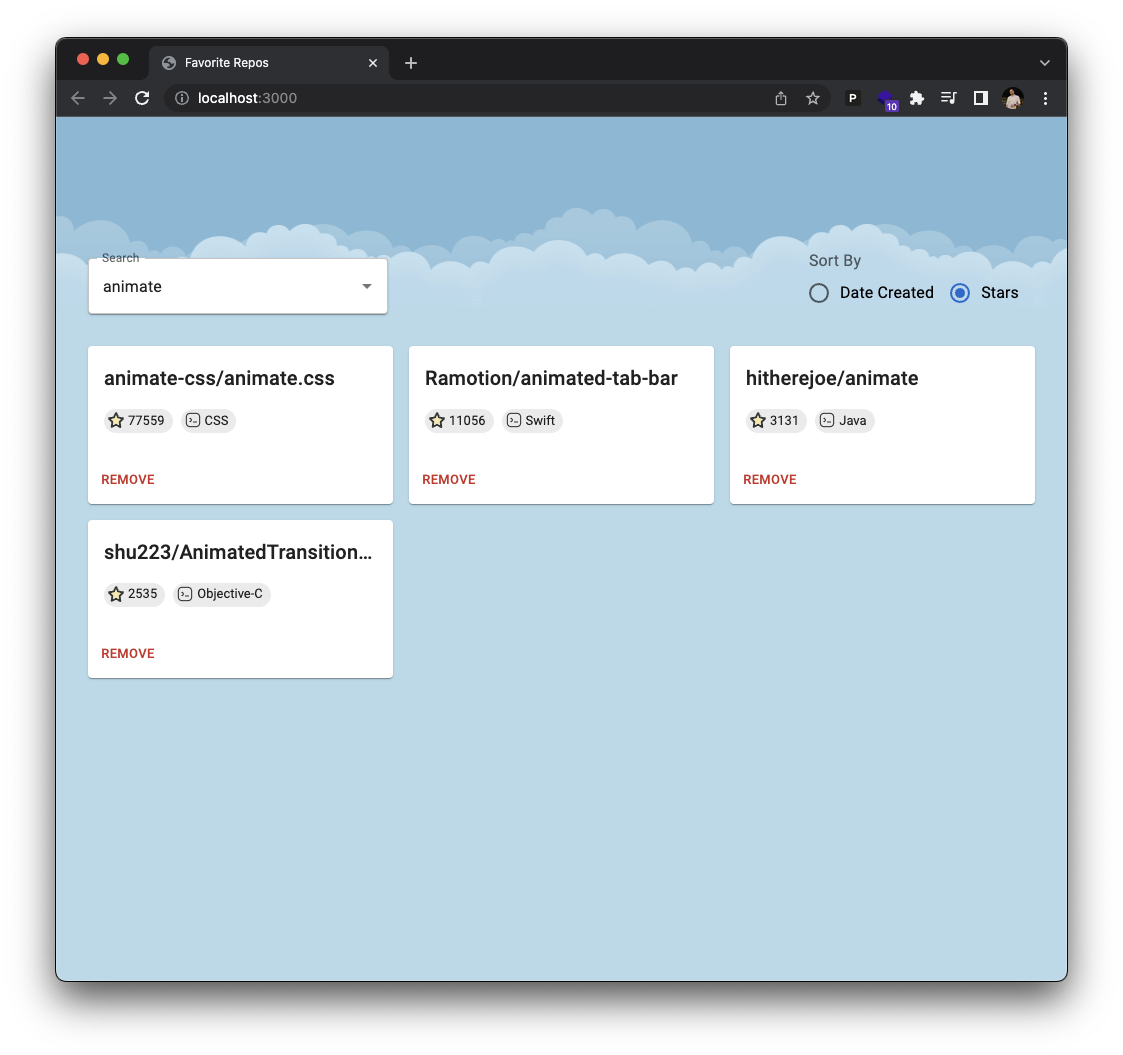 Favorite Repos
localhost:3000
P
10
Search
animate
Sort By
Date Created
Stars
animate-css/animate.css
77559
CSS
REMOVE
Ramotion/animated-tab-bar
11056
Swift
REMOVE
hitherejoe/animate
3131
Java
REMOVE
shu223/AnimatedTransition...
2535
Objective-C
REMOVE